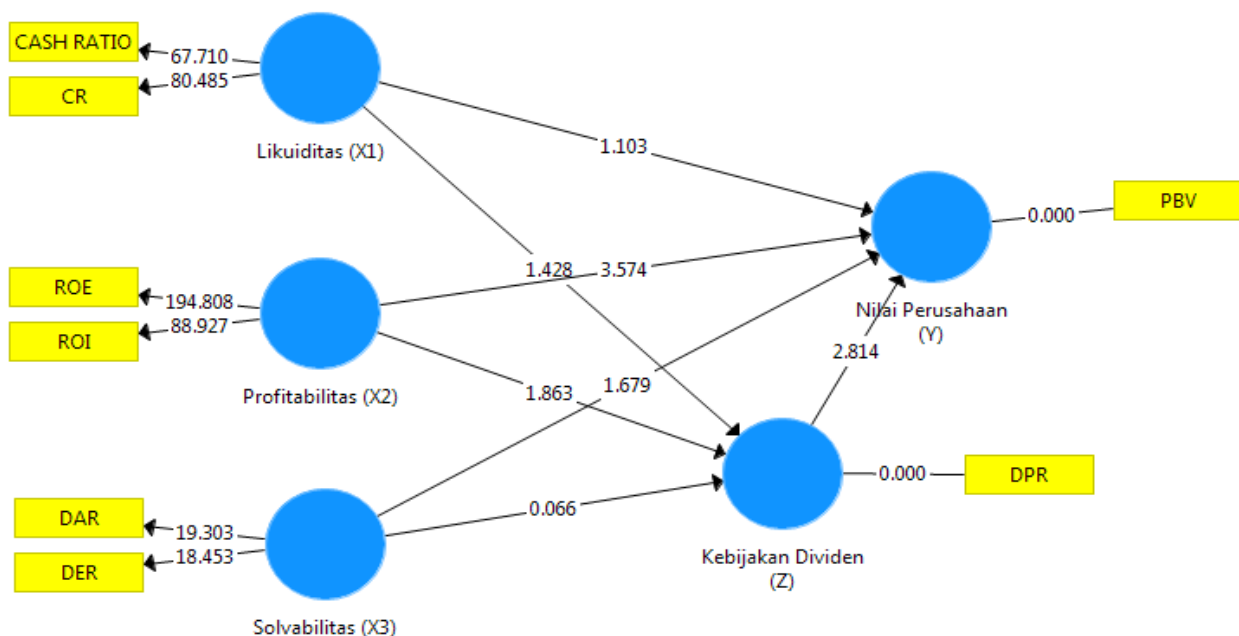 CASH RATIO
67.710
80.485
CR
Likuiditas (X1)
1.103
PBV
0.000
ROE
194.808
88.927
ROI
1.428
3.574
Nilai Perusahaan
(Y)
Profitabilitas (X2)
1.863
1.679
2.814
DAR
19.303
18.453
DER
0.066
0.000
DPR
Kebijakan Dividen
(Z)
Solvabilitas (X3)